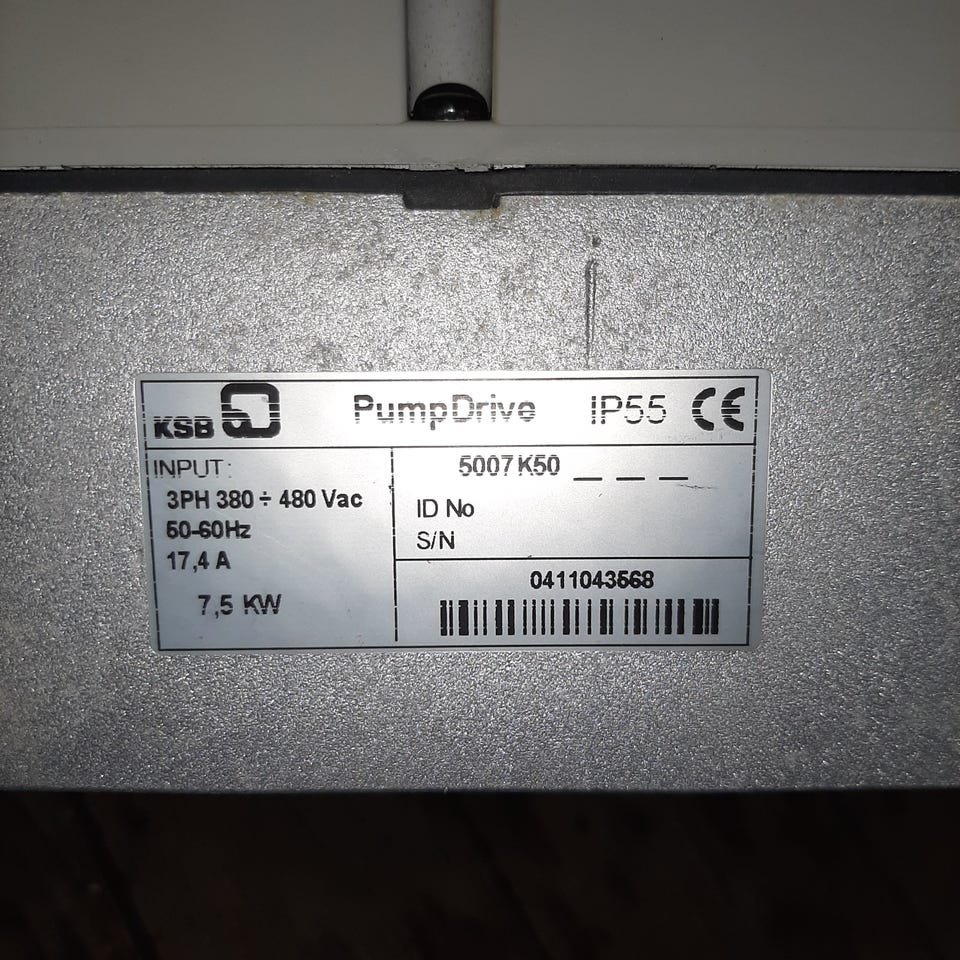 KSB PumpDrive IP55 CE
INPUT:
3PH 380 ÷ 480 Vac
50-60Hz
17,4 A
7,5 KW
5007 K50 _ _ _
ID No
S/N
0411043568